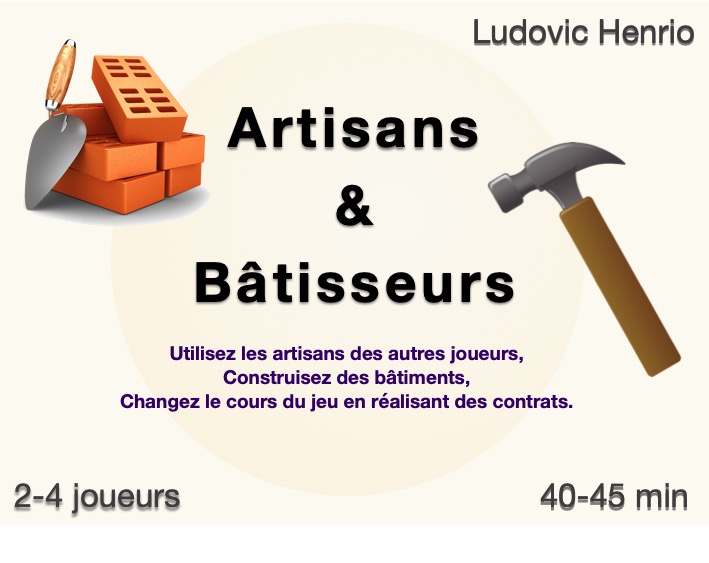 Ludovic Henrio
Artisans
&
Bâtisseurs
Utilisez les artisans des autres joueurs,
Construisez des bâtiments,
Changez le cours du jeu en réalisant des contrats.
2-4 joueurs
40-45 min